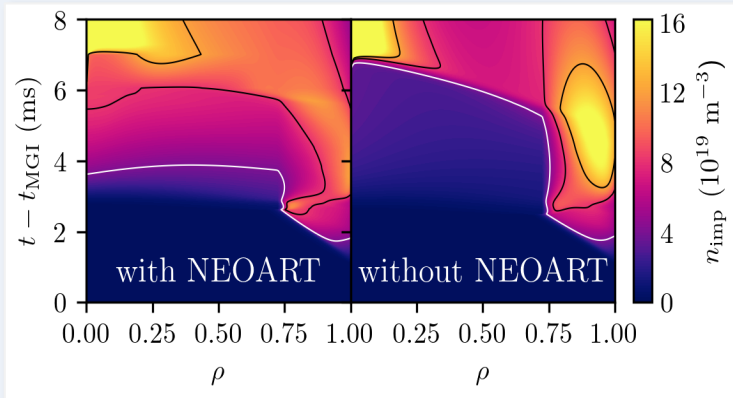 8
6
4
2
0
t − t_MGI (ms)
with NEOART
without NEOART
0.00 0.25 0.50 0.75 1.00 0.25 0.50 0.75 1.00
ρ
ρ
16
12
8
4
0
n_imp (10^19 m^−3)